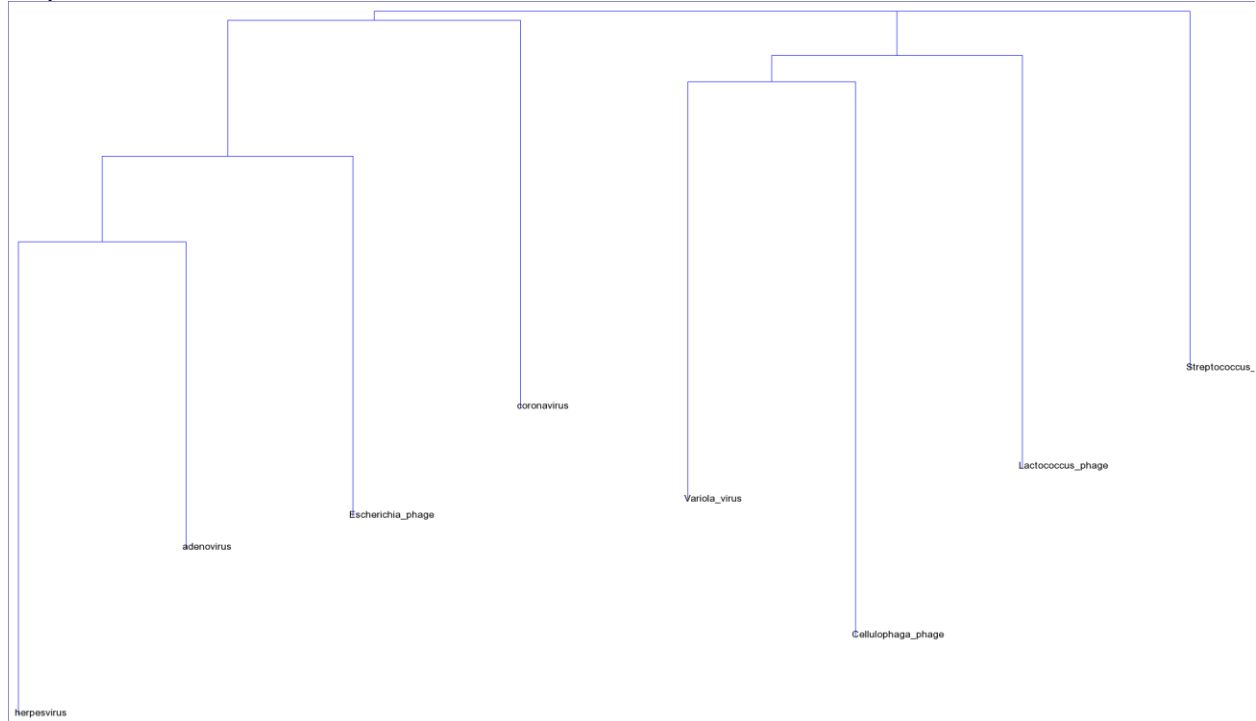 Streptococcus_
coronavirus
Lactococcus_phage
Variola_virus
Escherichia_phage
adenovirus
Cellulophaga_phage
herpesvirus